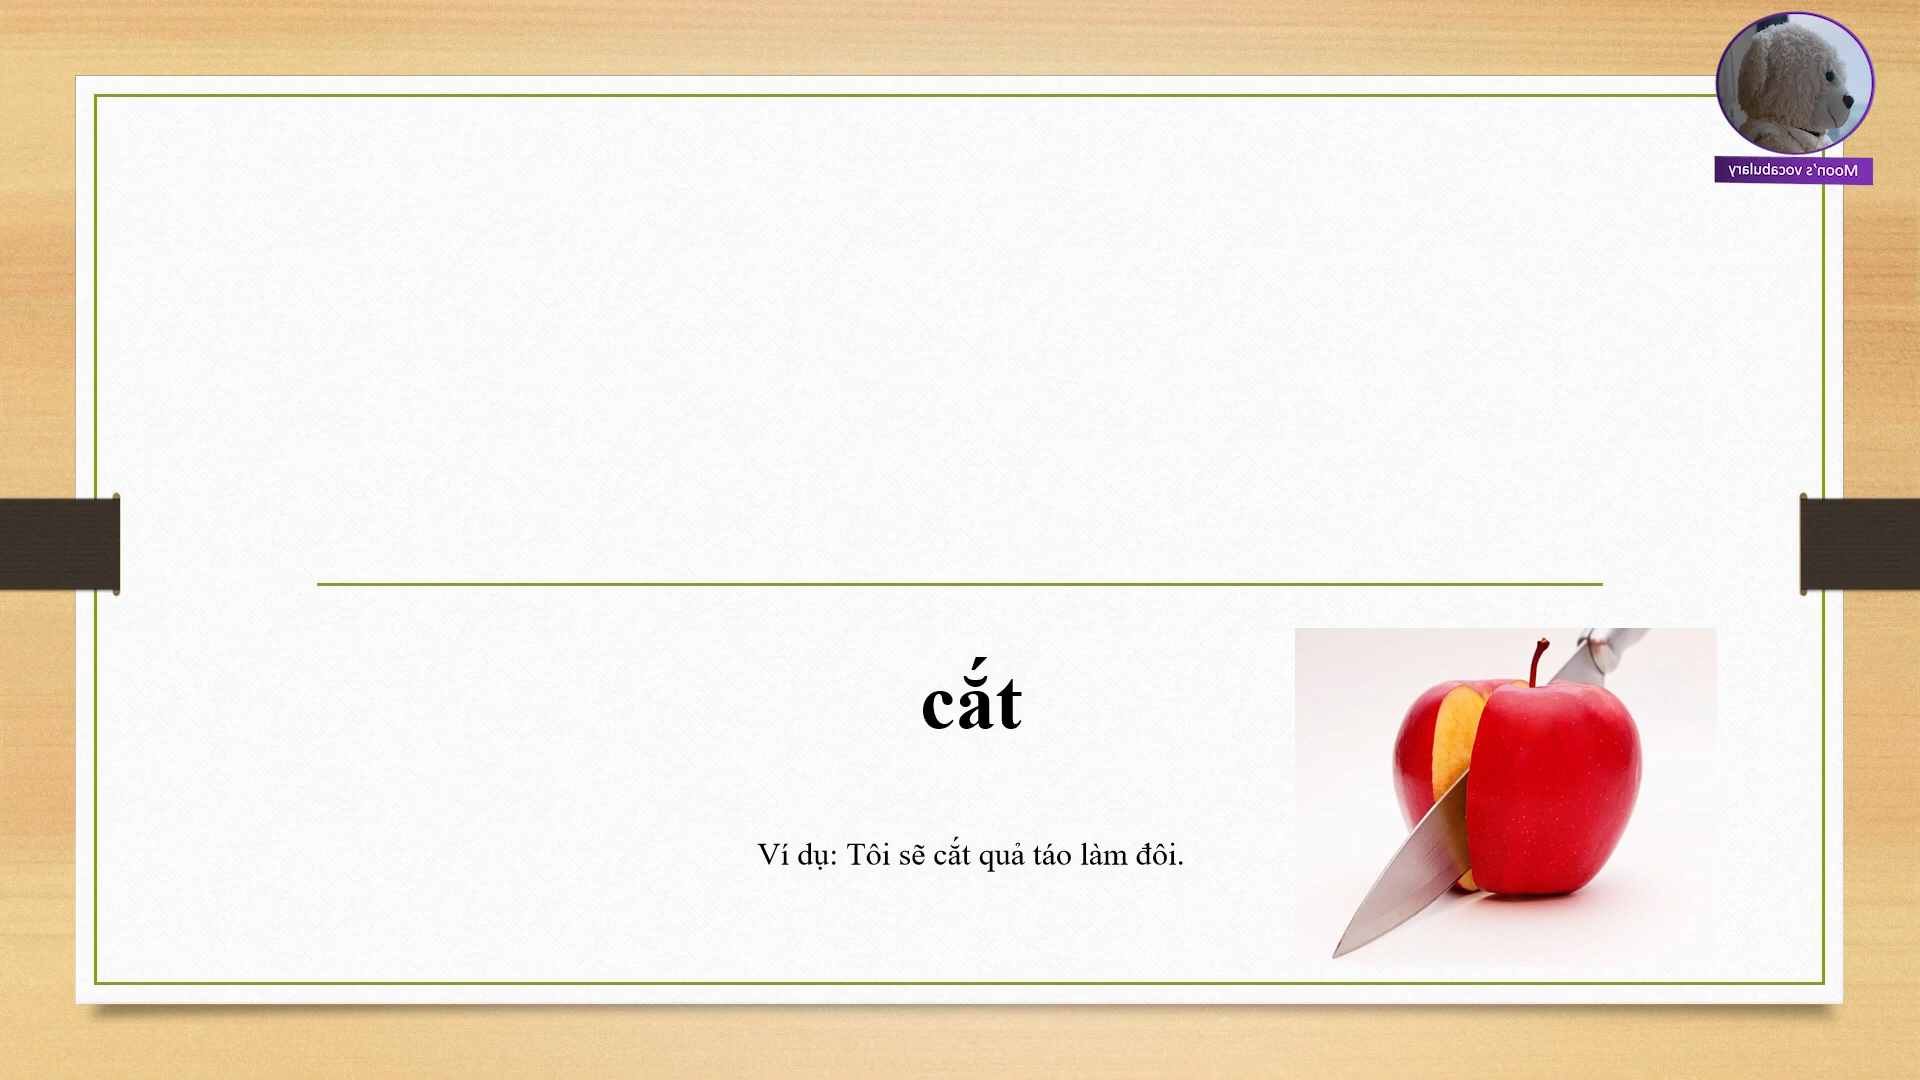 Moon's vocabulary
cắt
Ví dụ: Tôi sẽ cắt quả táo làm đôi.